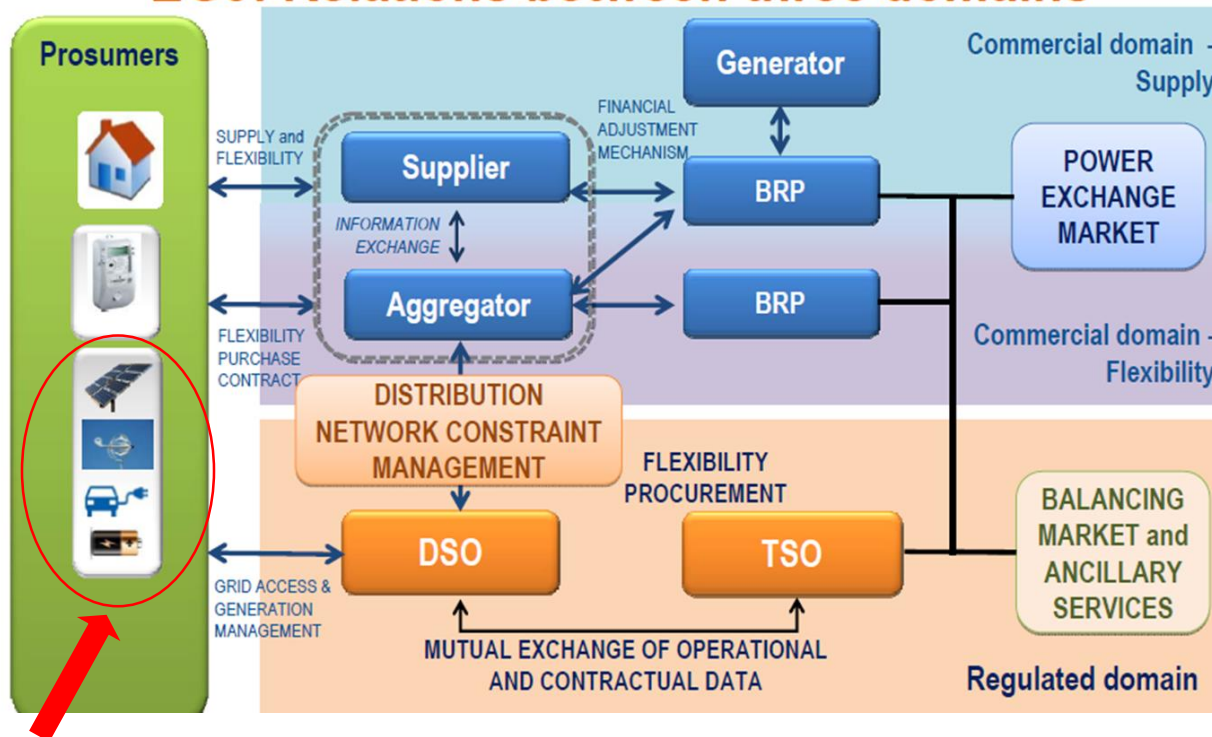 Prosumers
Generator
Commercial domain -
Supply
SUPPLY and
FLEXIBILITY
FINANCIAL
ADJUSTMENT
MECHANISM
Supplier
BRP
POWER
EXCHANGE
MARKET
INFORMATION
EXCHANGE
Aggregator
BRP
FLEXIBILITY
PURCHASE
CONTRACT
Commercial domain -
Flexibility
DISTRIBUTION
NETWORK CONSTRAINT
MANAGEMENT
FLEXIBILITY
PROCUREMENT
DSO
TSO
BALANCING
MARKET and
ANCILLARY
SERVICES
GRID ACCESS &
GENERATION
MANAGEMENT
MUTUAL EXCHANGE OF OPERATIONAL
AND CONTRACTUAL DATA
Regulated domain